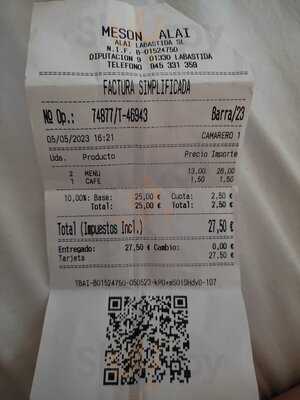 MESON ALAI
ALAI LABASTIDA SL
N.I.F. B-01524750
DIPUTACION 9 01330 LABASTIDA
TELEFONO 945 331 359
FACTURA SIMPLIFICADA
Nº Op.: 74877/T-46943 Barra/23
05/05/2023 16:21 CAMARERO 1
Uds. Producto Precio Importe
2 MENU 13,00 26,00
1 CAFE 1,50 1,50
10,00%: Base: 25,00 € Cuota: 2,50 €
Total: 25,00 € Total: 2,50 €
Total (Impuestos Incl.) 27,50 €
Entregado: 27,50 € Cambio: 0,00 €
Tarjeta 27,50 €